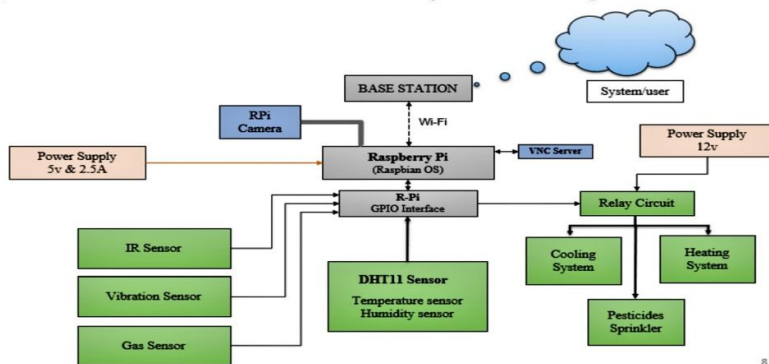 BASE STATION
System/user
RPi
Camera
Wi-Fi
Power Supply
12v
Power Supply
5v & 2.5A
Raspberry Pi
(Raspbian OS)
VNC Server
R-Pi
GPIO Interface
Relay Circuit
IR Sensor
Cooling
System
Heating
System
DHT11 Sensor
Temperature sensor
Humidity sensor
Vibration Sensor
Pesticides
Sprinkler
Gas Sensor